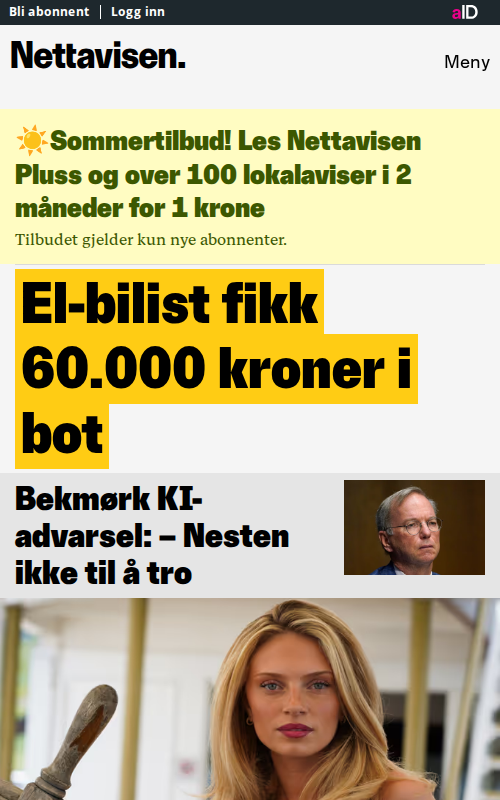 Bli abonnent | Logg inn
aID
Nettavisen.
Meny
☀️Sommertilbud! Les Nettavisen
Pluss og over 100 lokalaviser i 2
måneder for 1 krone
Tilbudet gjelder kun nye abonnenter.
El-bilist fikk
60.000 kroner i
bot
Bekmørk KI-
advarsel: – Nesten
ikke til å tro